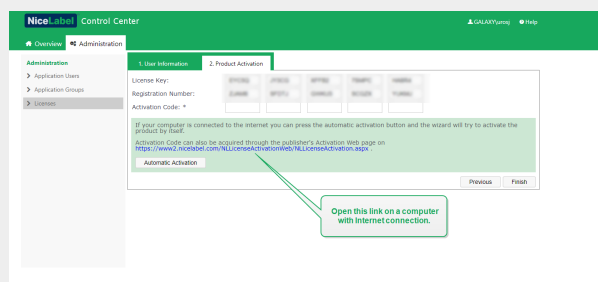 NiceLabel Control Center
GALAXY\jumaj Help
Overview Administration
Administration
Application Users
Application Groups
Licenses
1. User Information 2. Product Activation
License Key:
Registration Number:
Activation Code: *
If your computer is connected to the internet you can press the automatic activation button and the wizard will try to activate the
product by itself.
Activation Code can also be acquired through the publisher's Activation Web page on
https://www2.nicelabel.com/NLLicenseActivationWeb/NLLicenseActivation.aspx .
Automatic Activation
Previous Finish
Open this link on a computer
with Internet connection.